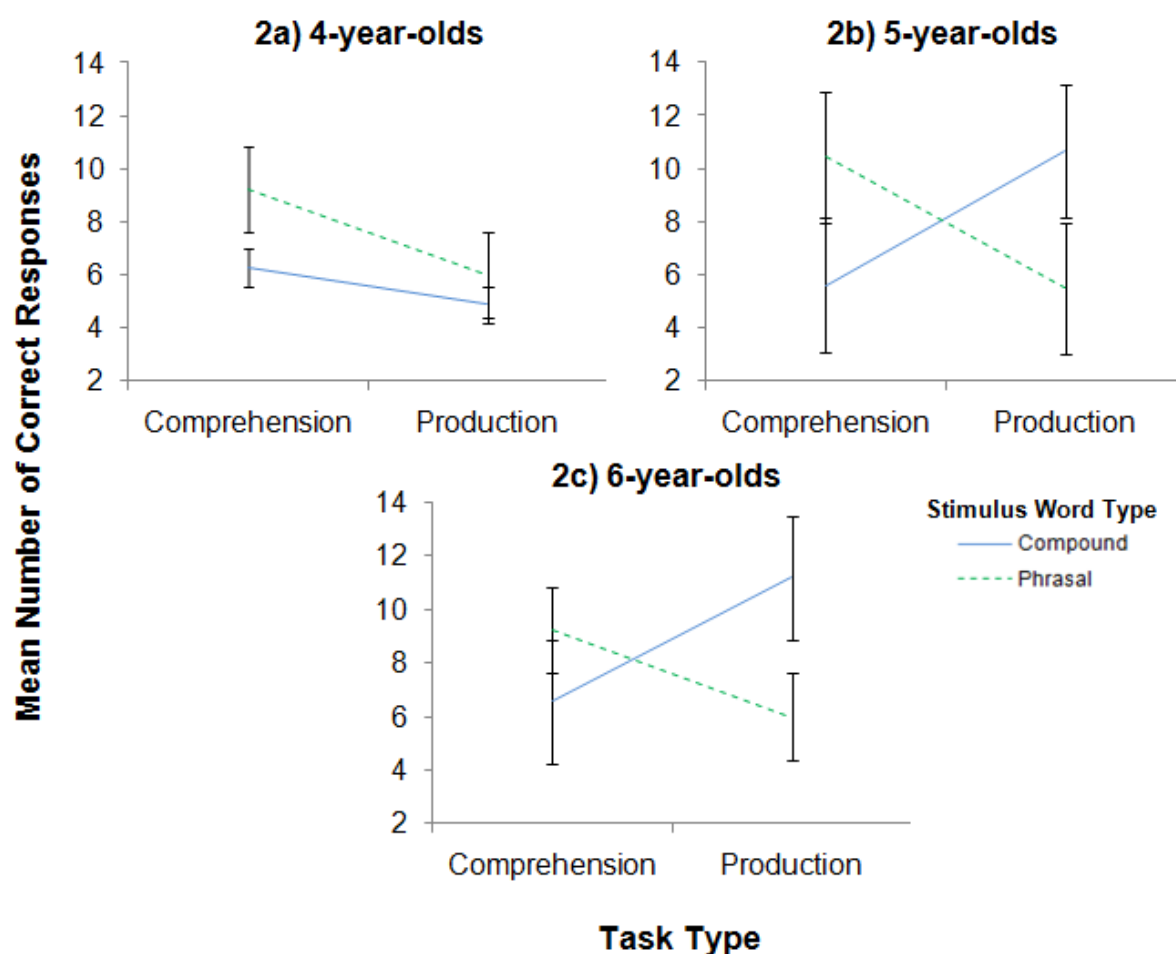 2a) 4-year-olds
14
12
10
8
6
4
2
Comprehension Production
2b) 5-year-olds
14
12
10
8
6
4
2
Comprehension Production
2c) 6-year-olds
14
12
10
8
6
4
2
Comprehension Production
Stimulus Word Type
Compound
Phrasal
Mean Number of Correct Responses
Task Type